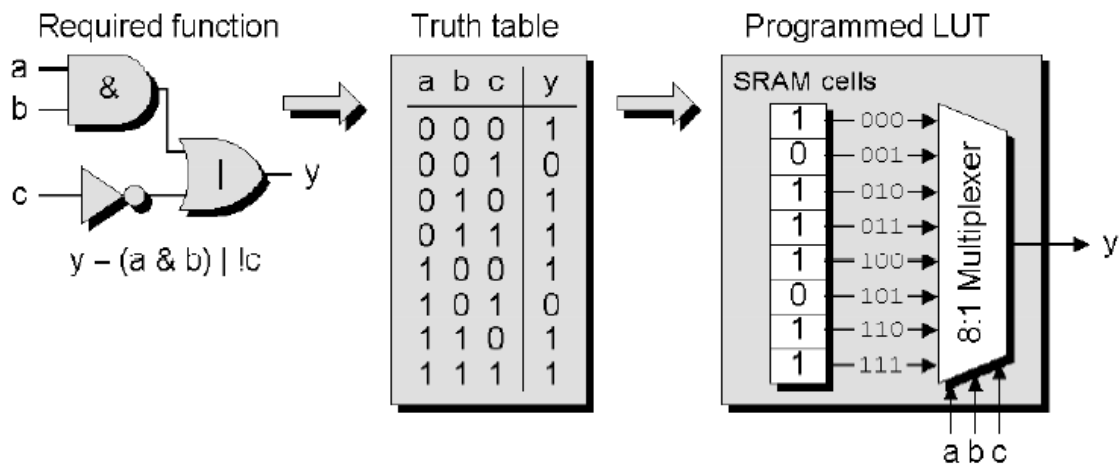 Required function
a
&
b
|
y
c
y = (a & b) | !c
Truth table
a b c y
0 0 0 1
0 0 1 0
0 1 0 1
0 1 1 1
1 0 0 1
1 0 1 0
1 1 0 1
1 1 1 1
Programmed LUT
SRAM cells
1 000
0 001
1 010
1 011
1 100
0 101
1 110
1 111
8:1 Multiplexer
y
a b c